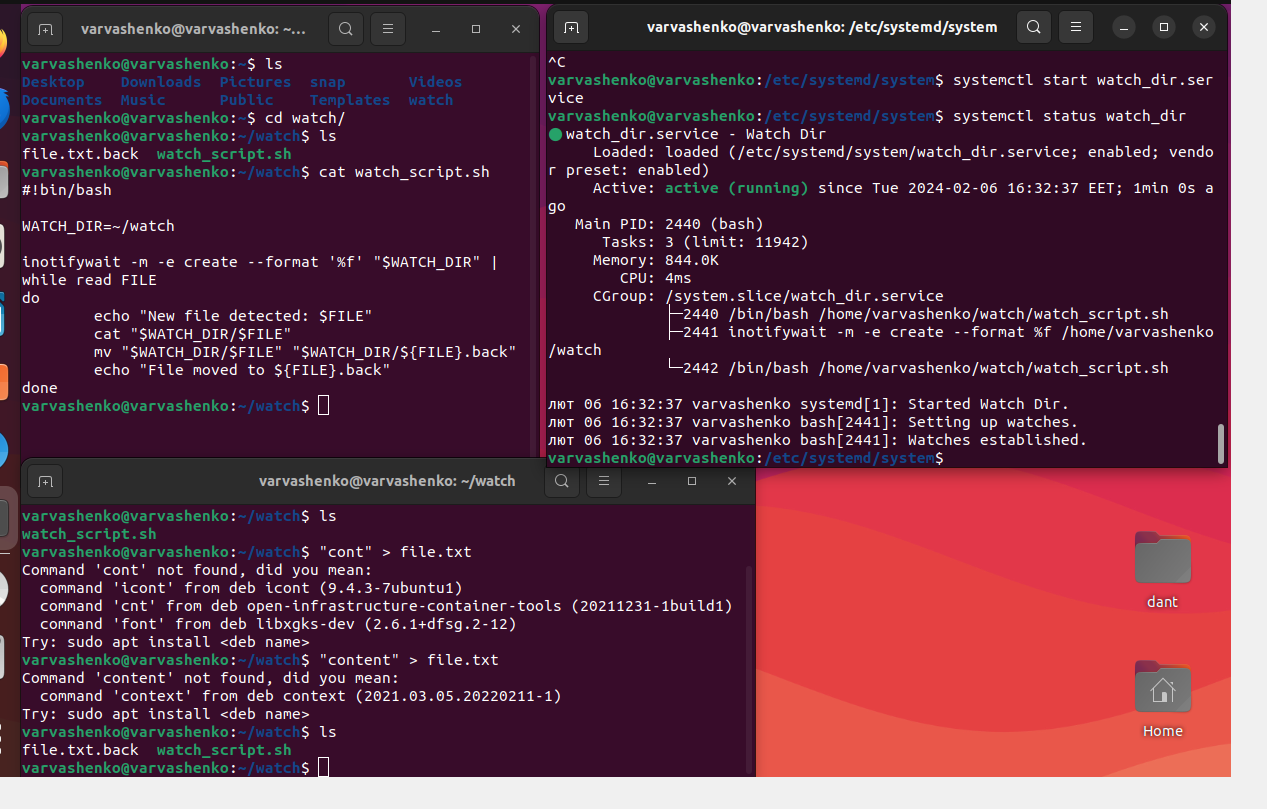 varvashenko@varvashenko: ~...
varvashenko@varvashenko:~$ ls
Desktop    Downloads  Pictures  snap       Videos
Documents  Music      Public    Templates  watch
varvashenko@varvashenko:~$ cd watch/
varvashenko@varvashenko:~/watch$ ls
file.txt.back  watch_script.sh
varvashenko@varvashenko:~/watch$ cat watch_script.sh
#!bin/bash
WATCH_DIR=~/watch
inotifywait -m -e create --format '%f' "$WATCH_DIR" |
while read FILE
do
        echo "New file detected: $FILE"
        cat "$WATCH_DIR/$FILE"
        mv "$WATCH_DIR/$FILE" "$WATCH_DIR/${FILE}.back"
        echo "File moved to ${FILE}.back"
done
varvashenko@varvashenko:~/watch$
varvashenko@varvashenko: /etc/systemd/system
^C
varvashenko@varvashenko:/etc/systemd/system$ systemctl start watch_dir.ser
vice
varvashenko@varvashenko:/etc/systemd/system$ systemctl status watch_dir
● watch_dir.service - Watch Dir
     Loaded: loaded (/etc/systemd/system/watch_dir.service; enabled; vendo
r preset: enabled)
     Active: active (running) since Tue 2024-02-06 16:32:37 EET; 1min 0s a
go
   Main PID: 2440 (bash)
      Tasks: 3 (limit: 11942)
     Memory: 844.0K
        CPU: 4ms
     CGroup: /system.slice/watch_dir.service
             ├─2440 /bin/bash /home/varvashenko/watch/watch_script.sh
             ├─2441 inotifywait -m -e create --format %f /home/varvashenko
/watch
             └─2442 /bin/bash /home/varvashenko/watch/watch_script.sh
лют 06 16:32:37 varvashenko systemd[1]: Started Watch Dir.
лют 06 16:32:37 varvashenko bash[2441]: Setting up watches.
лют 06 16:32:37 varvashenko bash[2441]: Watches established.
varvashenko@varvashenko:/etc/systemd/system$
varvashenko@varvashenko: ~/watch
varvashenko@varvashenko:~/watch$ ls
watch_script.sh
varvashenko@varvashenko:~/watch$ "cont" > file.txt
Command 'cont' not found, did you mean:
  command 'icont' from deb icont (9.4.3-7ubuntu1)
  command 'cnt' from deb open-infrastructure-container-tools (20211231-1build1)
  command 'font' from deb libxgks-dev (2.6.1+dfsg.2-12)
Try: sudo apt install <deb name>
varvashenko@varvashenko:~/watch$ "content" > file.txt
Command 'content' not found, did you mean:
  command 'context' from deb context (2021.03.05.20220211-1)
Try: sudo apt install <deb name>
varvashenko@varvashenko:~/watch$ ls
file.txt.back  watch_script.sh
varvashenko@varvashenko:~/watch$
dant
Home